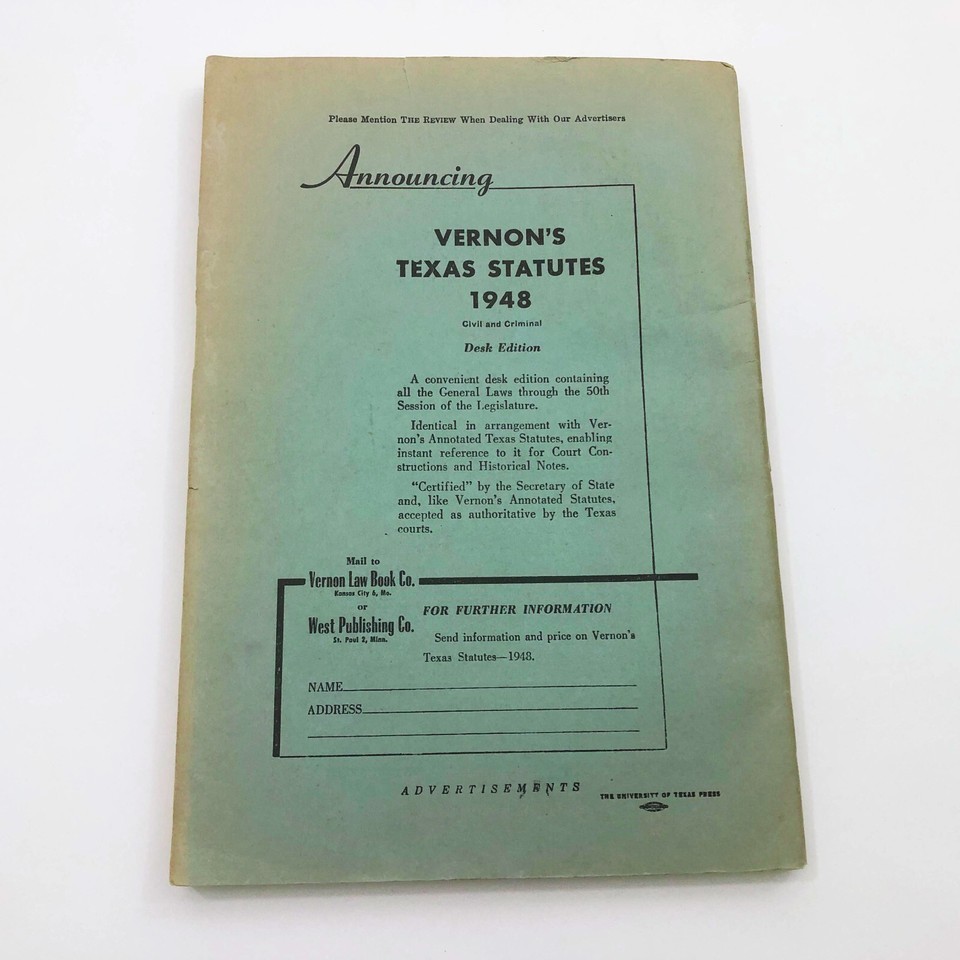 Please Mention THE REVIEW When Dealing With Our Advertisers
Announcing
VERNON'S
TEXAS STATUTES
1948
Civil and Criminal
Desk Edition
A convenient desk edition containing
all the General Laws through the 50th
Session of the Legislature.
Identical in arrangement with Ver-
non's Annotated Texas Statutes, enabling
instant reference to it for Court Con-
structions and Historical Notes.
"Certified" by the Secretary of State
and, like Vernon's Annotated Statutes,
accepted as authoritative by the Texas
courts.
Mail to
Vernon Law Book Co.
Kansas City 6, Mo.
or
West Publishing Co.
St. Paul 2, Minn.
FOR FURTHER INFORMATION
Send information and price on Vernon's
Texas Statutes—1948.
NAME
ADDRESS
ADVERTISEMENTS
THE UNIVERSITY OF TEXAS PRESS